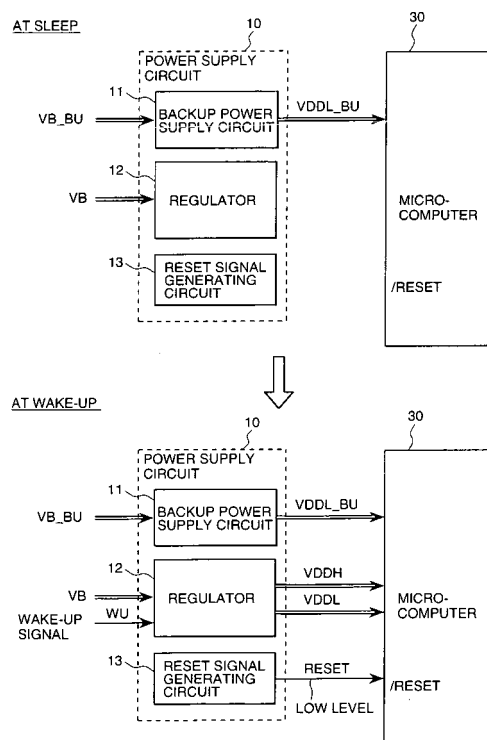 AT SLEEP
10
30
POWER SUPPLY
CIRCUIT
11
VB_BU
BACKUP POWER
SUPPLY CIRCUIT
VDDL_BU
12
VB
REGULATOR
MICRO-
COMPUTER
13
RESET SIGNAL
GENERATING
CIRCUIT
/RESET
AT WAKE-UP
10
30
POWER SUPPLY
CIRCUIT
11
VB_BU
BACKUP POWER
SUPPLY CIRCUIT
VDDL_BU
12
VDDH
VB
REGULATOR
VDDL
MICRO-
COMPUTER
WAKE-UP
SIGNAL
WU
13
RESET SIGNAL
GENERATING
CIRCUIT
RESET
/RESET
LOW LEVEL